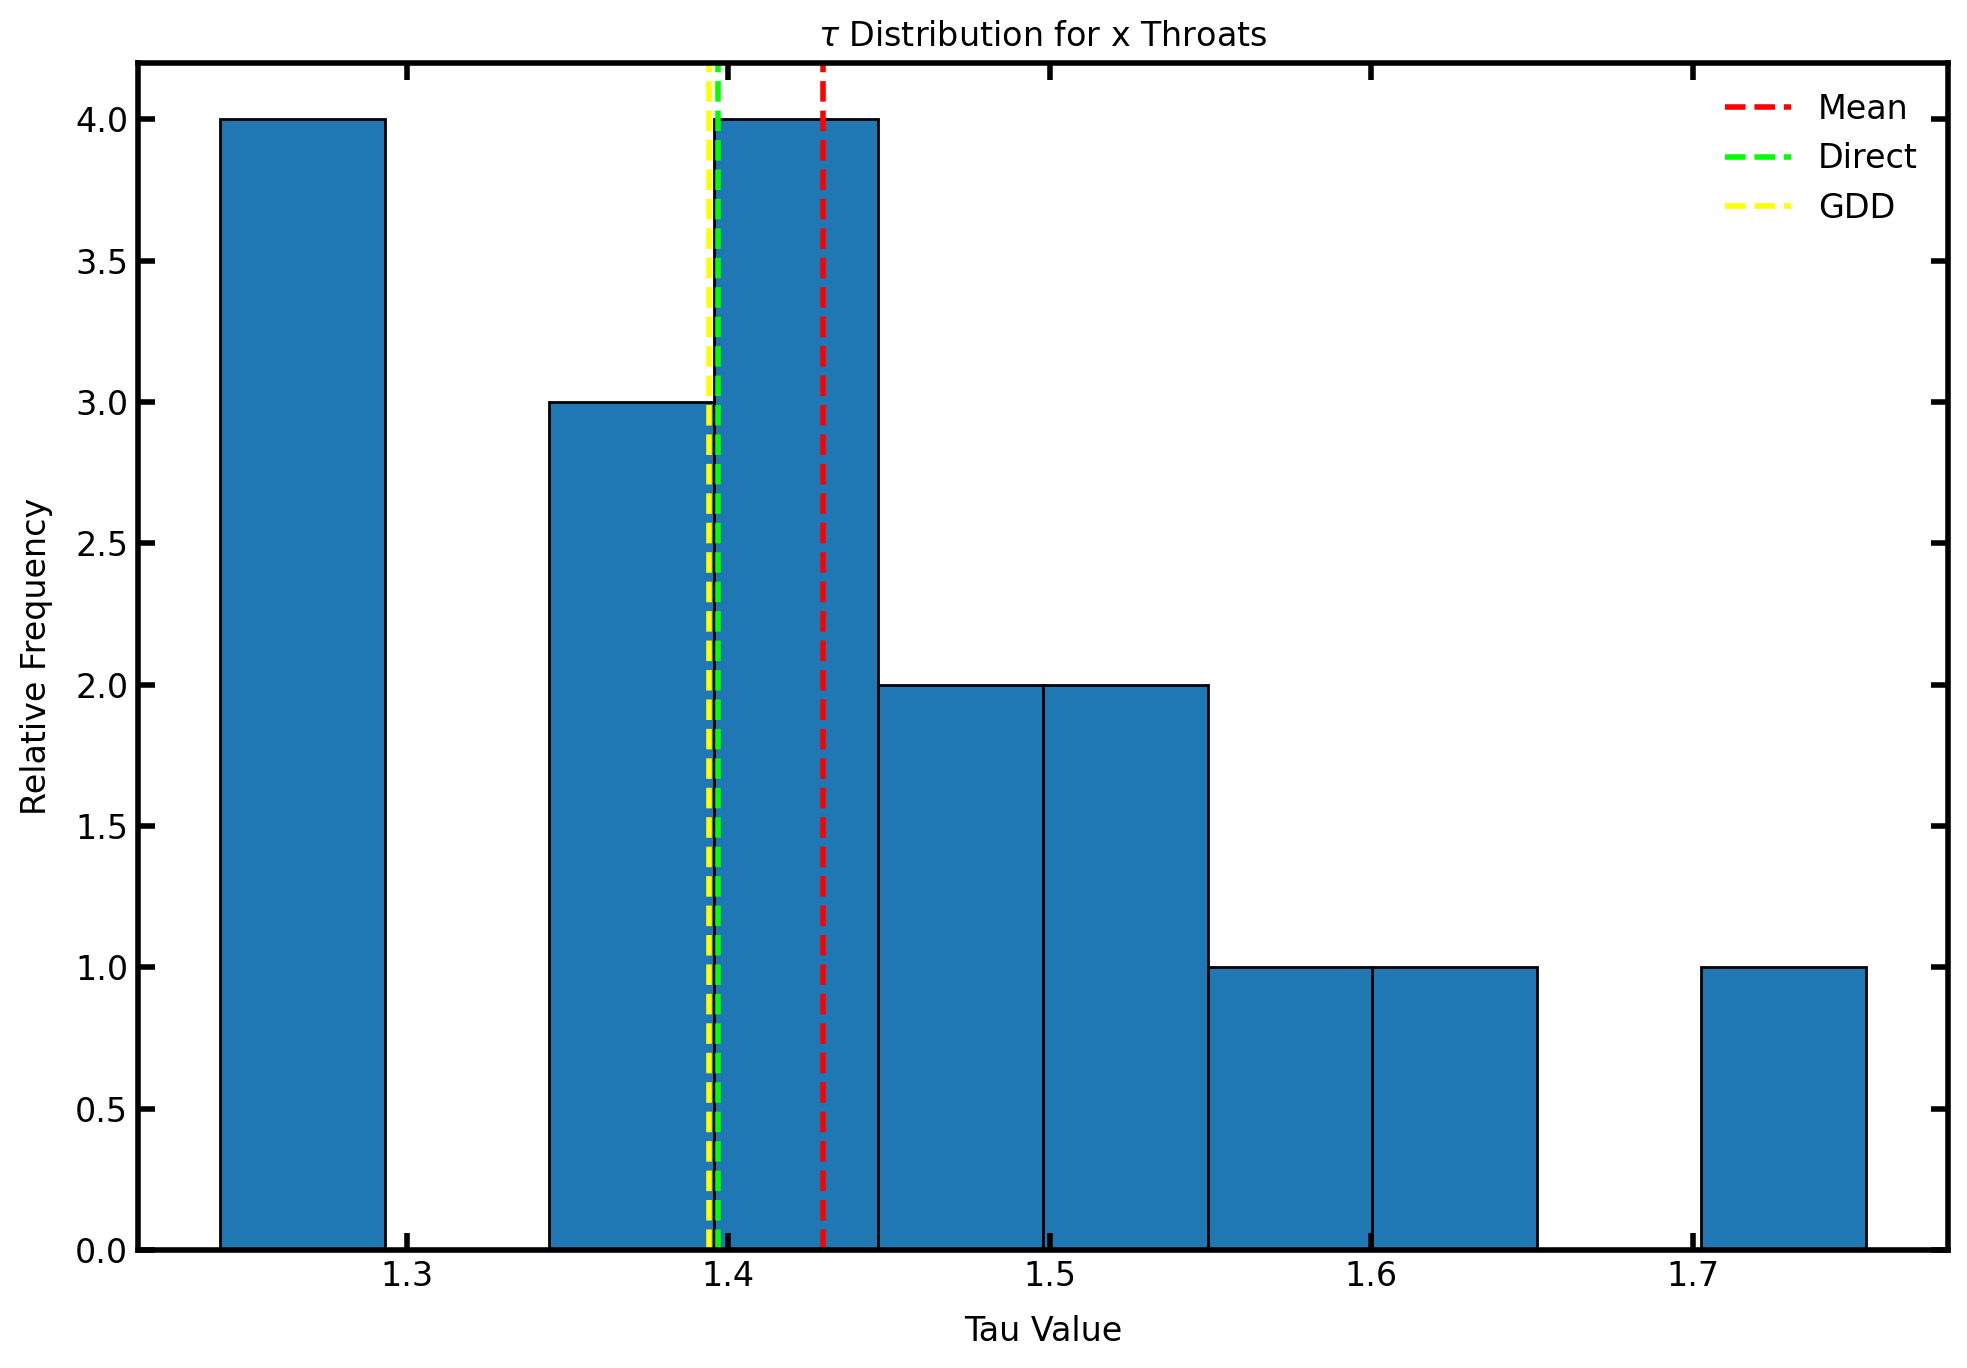 τ Distribution for x Throats
Mean
Direct
GDD
4.0
3.5
3.0
2.5
2.0
1.5
1.0
0.5
0.0
Relative Frequency
1.3 1.4 1.5 1.6 1.7
Tau Value